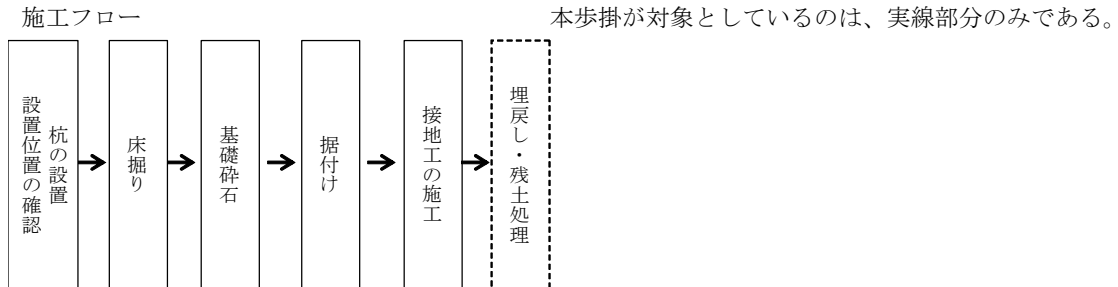 施工フロー
本歩掛が対象としているのは、実線部分のみである。
杭の設置
設置位置の確認
床掘り
基礎砕石
据付け
接地工の施工
埋戻し・残土処理